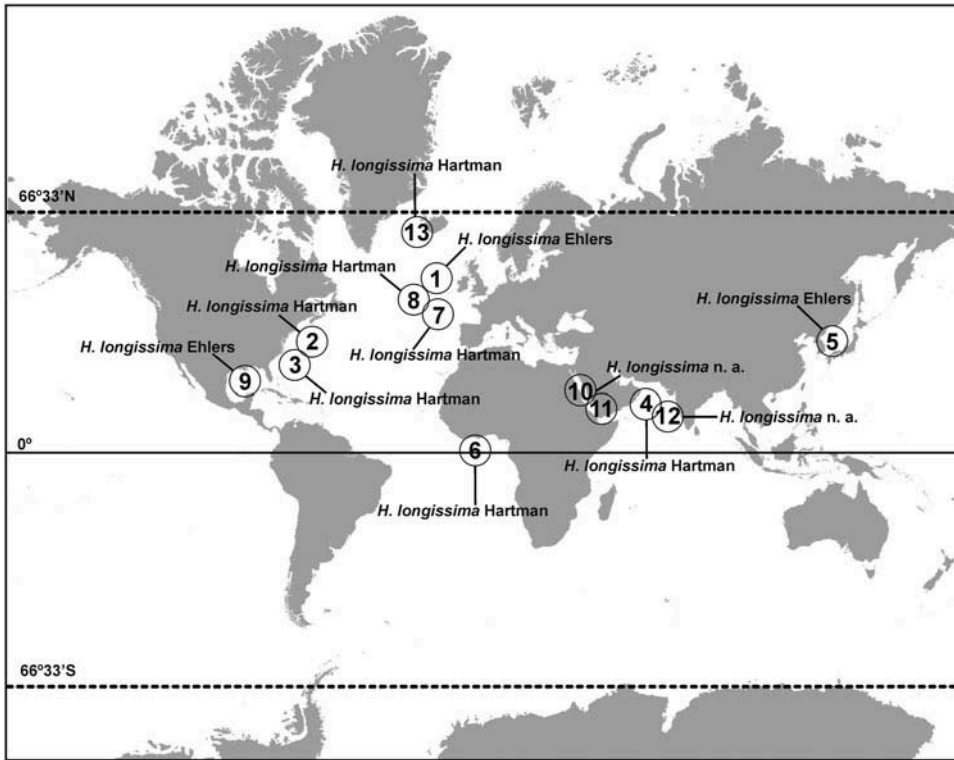 H. longissima Hartman
66°33'N
13
H. longissima Ehlers
H. longissima Hartman
1
8
H. longissima Ehlers
H. longissima Hartman
7
5
2
H. longissima Ehlers
H. longissima Hartman
3
H. longissima n. a.
9
10
4
H. longissima Hartman
11
12
H. longissima n. a.
0°
6
H. longissima Hartman
H. longissima Hartman
66°33'S